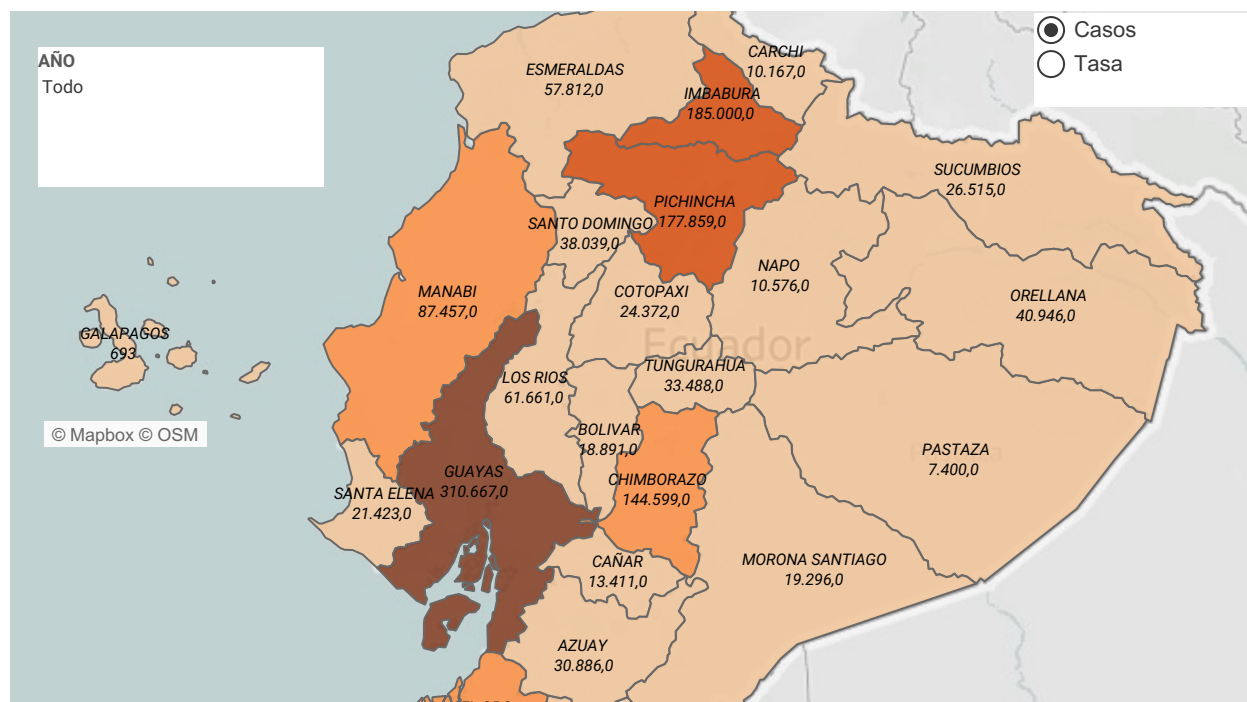 AÑO
Todo
Casos
Tasa
CARCHI
10.167,0
ESMERALDAS
57.812,0
IMBABURA
185.000,0
SUCUMBIOS
26.515,0
PICHINCHA
177.859,0
SANTO DOMINGO
38.039,0
NAPO
10.576,0
MANABI
87.457,0
COTOPAXI
24.372,0
ORELLANA
40.946,0
Ecuador
GALAPAGOS
693
TUNGURAHUA
33.488,0
LOS RIOS
61.661,0
BOLIVAR
18.891,0
© Mapbox © OSM
PASTAZA
7.400,0
GUAYAS
310.667,0
CHIMBORAZO
144.599,0
SANTA ELENA
21.423,0
CAÑAR
13.411,0
MORONA SANTIAGO
19.296,0
AZUAY
30.886,0